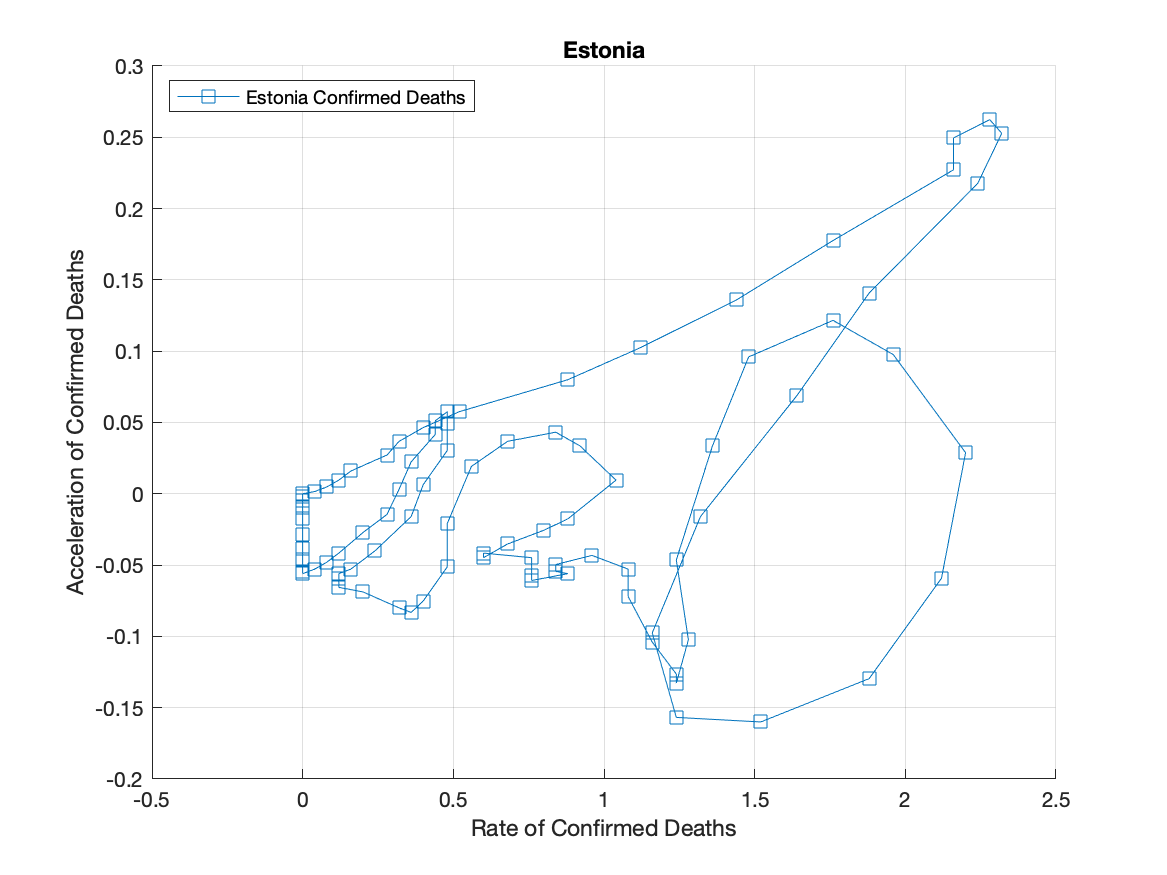 Estonia
Estonia Confirmed Deaths
0.3
0.25
0.2
0.15
0.1
0.05
0
-0.05
-0.1
-0.15
-0.2
Acceleration of Confirmed Deaths
-0.5 0 0.5 1 1.5 2 2.5
Rate of Confirmed Deaths